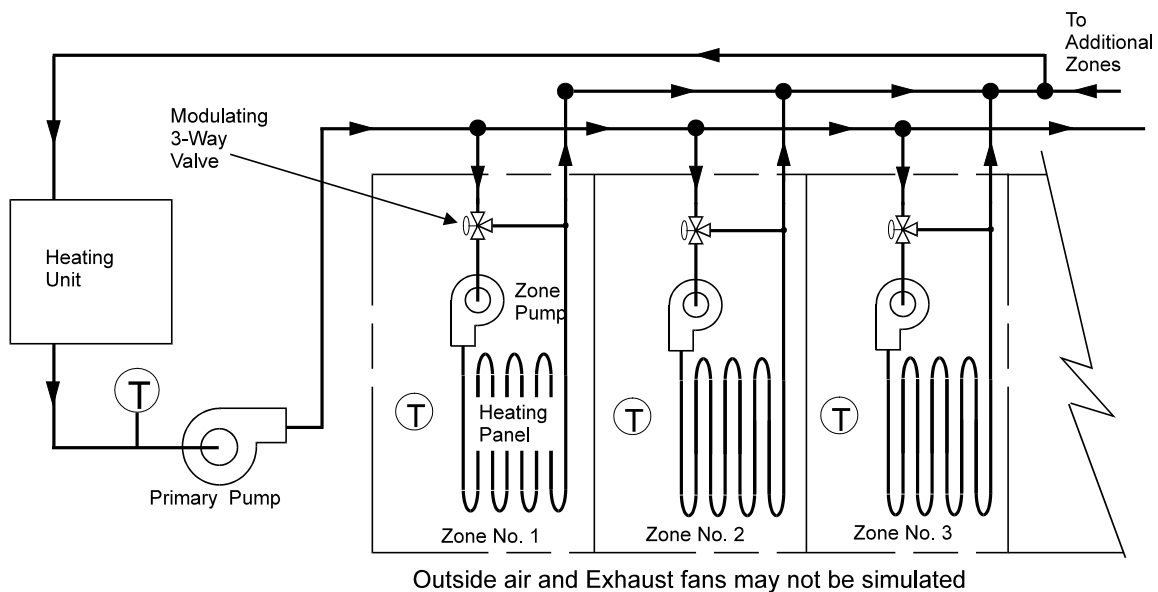 To
Additional
Zones
Modulating
3-Way
Valve
Heating
Unit
Zone
Pump
T
T
T
T
Heating
Panel
Primary Pump
Zone No. 1
Zone No. 2
Zone No. 3
Outside air and Exhaust fans may not be simulated